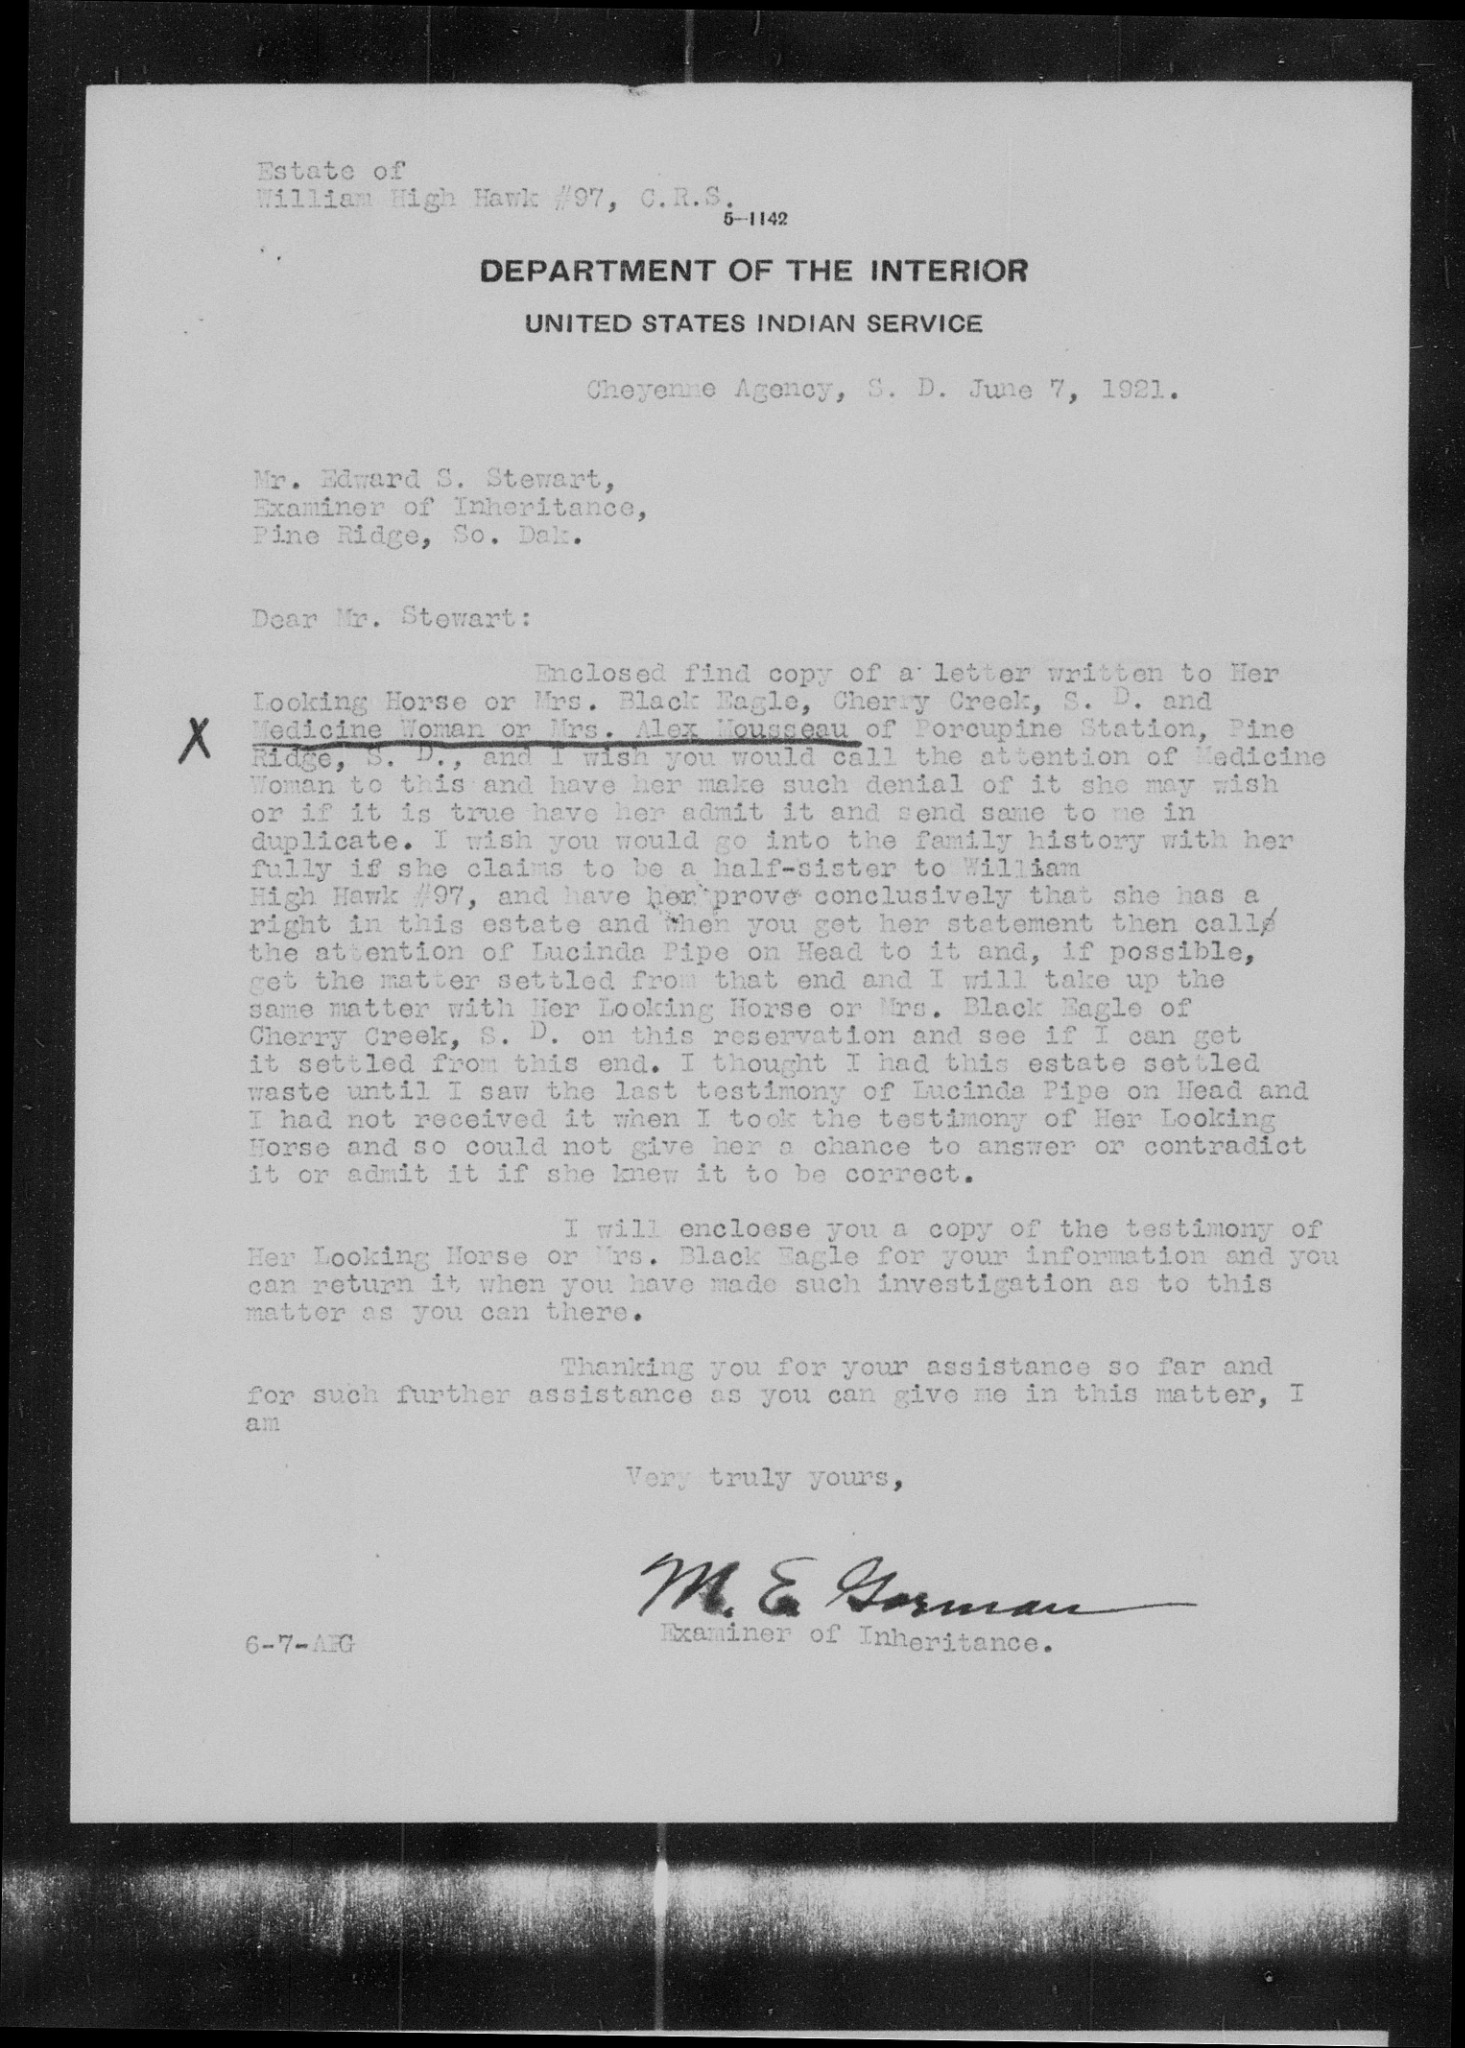 Estate of
William High Hawk #97, C.R.S.
5-1142
DEPARTMENT OF THE INTERIOR
UNITED STATES INDIAN SERVICE
Cheyenne Agency, S. D. June 7, 1921.
Mr. Edward S. Stewart,
Examiner of Inheritance,
Pine Ridge, So. Dak.
Dear Mr. Stewart:
Enclosed find copy of a letter written to Her
Looking Horse or Mrs. Black Eagle, Cherry Creek, S. D. and
X Medicine Woman or Mrs. Alex Mousseau of Porcupine Station, Pine
Ridge, S. D., and I wish you would call the attention of Medicine
Woman to this and have her make such denial of it she may wish
or if it is true have her admit it and send same to me in
duplicate. I wish you would go into the family history with her
fully if she claims to be a half-sister to William
High Hawk #97, and have her prove conclusively that she has a
right in this estate and when you get her statement then call
the attention of Lucinda Pipe on Head to it and, if possible,
get the matter settled from that end and I will take up the
same matter with Her Looking Horse or Mrs. Black Eagle of
Cherry Creek, S. D. on this reservation and see if I can get
it settled from this end. I thought I had this estate settled
waste until I saw the last testimony of Lucinda Pipe on Head and
I had not received it when I took the testimony of Her Looking
Horse and so could not give her a chance to answer or contradict
it or admit it if she knew it to be correct.
I will encloese you a copy of the testimony of
Her Looking Horse or Mrs. Black Eagle for your information and you
can return it when you have made such investigation as to this
matter as you can there.
Thanking you for your assistance so far and
for such further assistance as you can give me in this matter, I
am
Very truly yours,
M. E. Gorman
Examiner of Inheritance.
6-7-